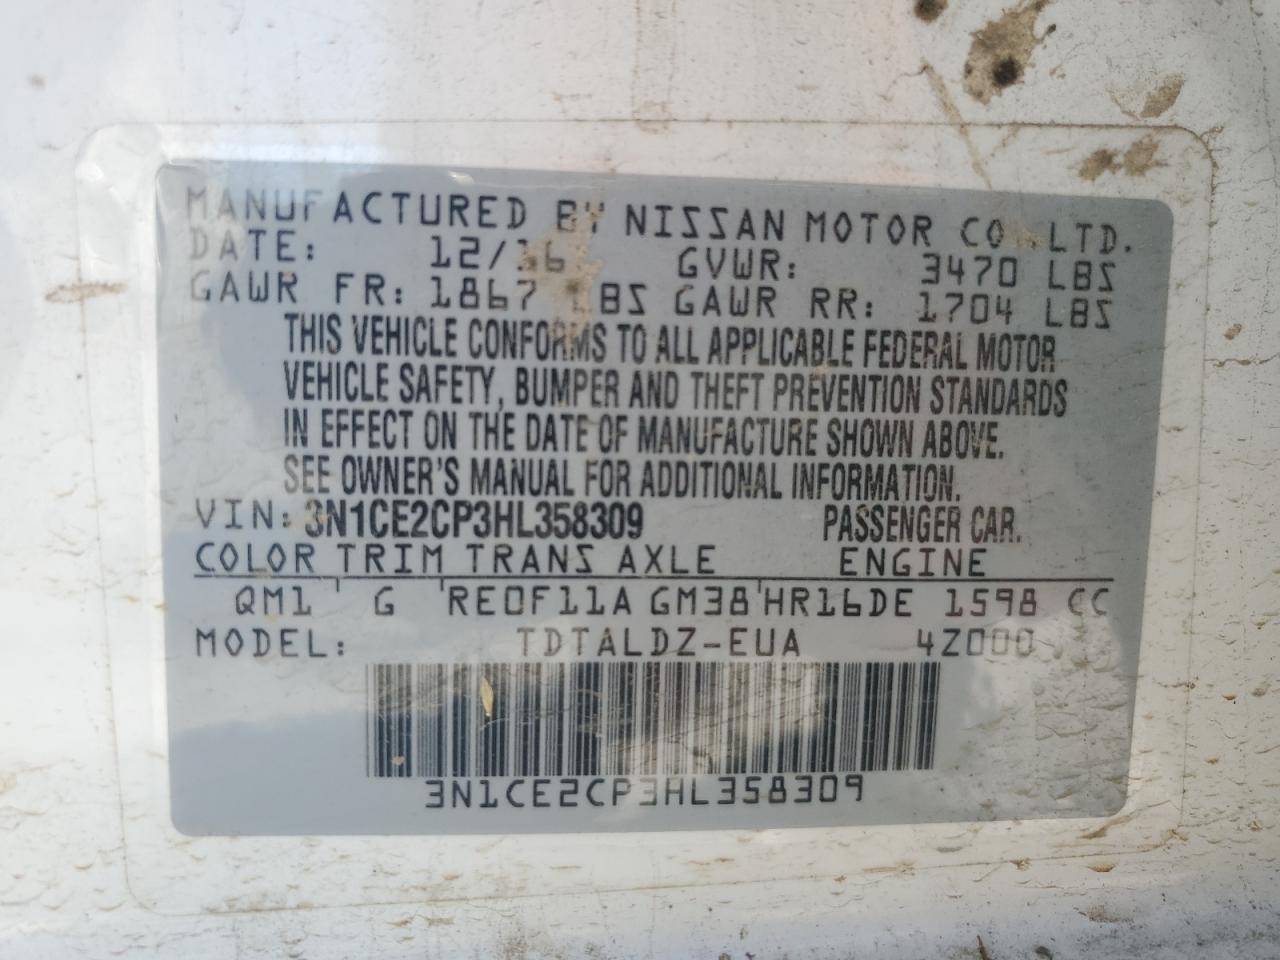 MANUFACTURED BY NISSAN MOTOR CO., LTD.
DATE: 12/16 GVWR: 3470 LBS
GAWR FR: 1867 LBS GAWR RR: 1704 LBS
THIS VEHICLE CONFORMS TO ALL APPLICABLE FEDERAL MOTOR
VEHICLE SAFETY, BUMPER AND THEFT PREVENTION STANDARDS
IN EFFECT ON THE DATE OF MANUFACTURE SHOWN ABOVE.
SEE OWNER'S MANUAL FOR ADDITIONAL INFORMATION.
VIN: 3N1CE2CP3HL358309 PASSENGER CAR.
COLOR TRIM TRANS AXLE ENGINE
QM1 G RE0F11A GM38 HR16DE 1598 CC
MODEL: TDTALDZ-EUA 4Z000
3N1CE2CP3HL358309